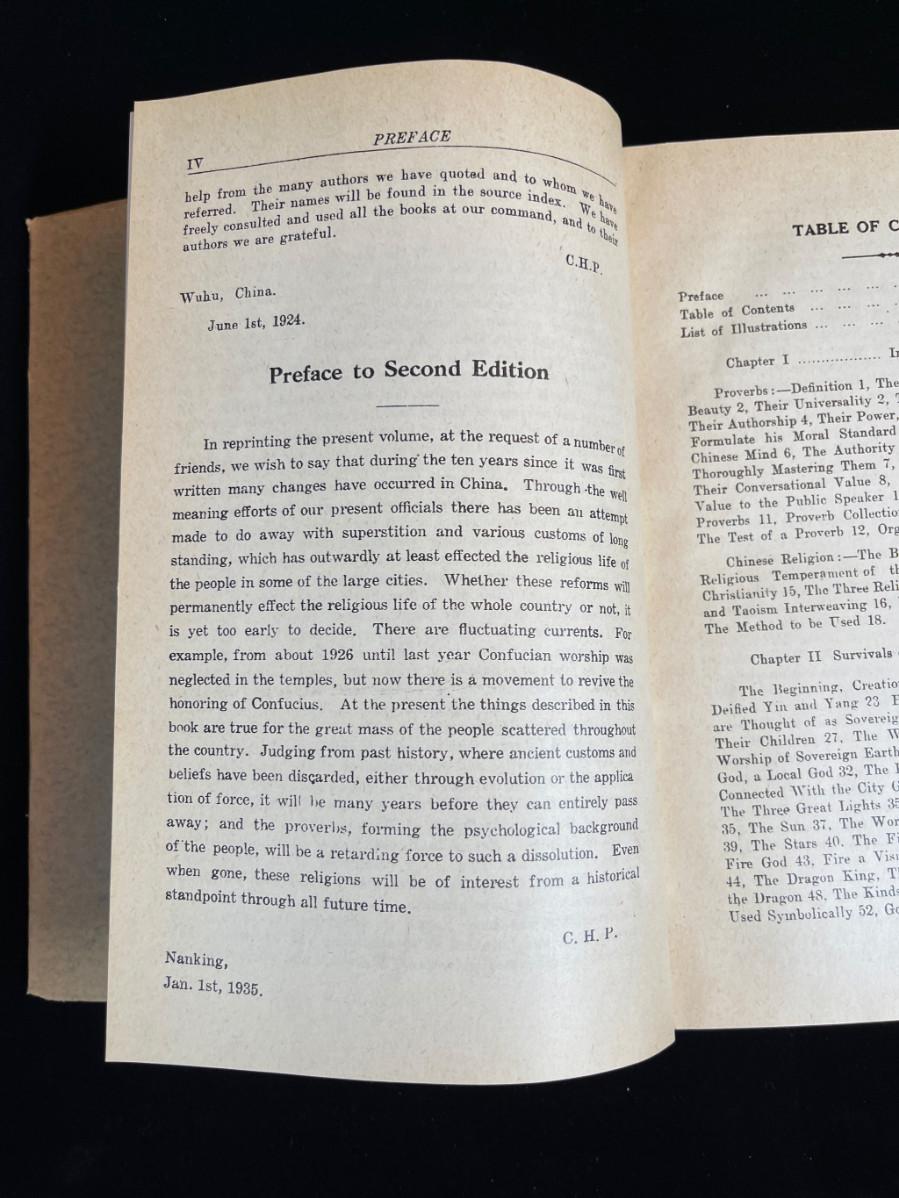 IV
PREFACE
help from the many authors we have quoted and to whom we have
referred. Their names will be found in the source index. We have
freely consulted and used all the books at our command, and to their
authors we are grateful.
C.H.P.
Wuhu, China.
June 1st, 1924.
Preface to Second Edition
In reprinting the present volume, at the request of a number of
friends, we wish to say that during the ten years since it was first
written many changes have occurred in China. Through the well
meaning efforts of our present officials there has been an attempt
made to do away with superstition and various customs of long
standing, which has outwardly at least effected the religious life of
the people in some of the large cities. Whether these reforms will
permanently effect the religious life of the whole country or not, it
is yet too early to decide. There are fluctuating currents. For
example, from about 1926 until last year Confucian worship was
neglected in the temples, but now there is a movement to revive the
honoring of Confucius. At the present the things described in this
book are true for the great mass of the people scattered throughout
the country. Judging from past history, where ancient customs and
beliefs have been discarded, either through evolution or the applica
tion of force, it will be many years before they can entirely pass
away; and the proverbs, forming the psychological background
of the people, will be a retarding force to such a dissolution. Even
when gone, these religions will be of interest from a historical
standpoint through all future time.
C. H. P.
Nanking,
Jan. 1st, 1935.
TABLE OF C
Preface ... ... ... ... ...
Table of Contents ... ... ...
List of Illustrations ... ... ...
Chapter I .................. In
Proverbs:—Definition 1, The
Beauty 2, Their Universality 2,
Their Authorship 4, Their Power,
Formulate his Moral Standard
Chinese Mind 6, The Authority
Thoroughly Mastering Them 7,
Their Conversational Value 8,
Value to the Public Speaker 1
Proverbs 11, Proverb Collectio
The Test of a Proverb 12, Org
Chinese Religion:—The B
Religious Temperament of th
Christianity 15, The Three Reli
and Taoism Interweaving 16,
The Method to be Used 18.
Chapter II Survivals
The Beginning, Creatio
Deified Yin and Yang 23
are Thought of as Sovereig
Their Children 27, The W
Worship of Sovereign Earth
God, a Local God 32, The
Connected With the City G
The Three Great Lights 35
35, The Sun 37, The Wor
39, The Stars 40. The Fi
Fire God 43, Fire a Vis
44, The Dragon King, T
the Dragon 48. The Kinds
Used Symbolically 52, Go